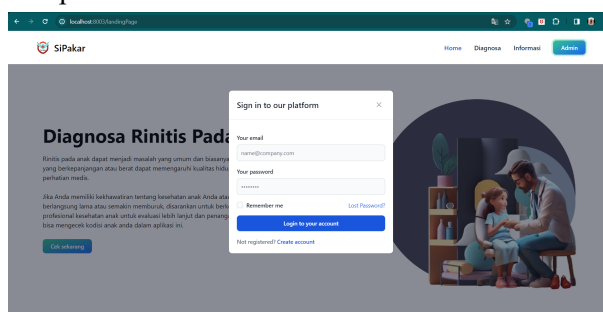 localhost:8003/landingPage
SiPakar
Home Diagnosa Informasi Admin
Sign in to our platform
Diagnosa Rinitis Pada
Your email
name@company.com
Rinitis pada anak dapat menjadi masalah yang umum dan biasanya
yang berkepanjangan atau berat dapat memengaruhi kualitas hidu
perhatian medis.
Your password
Jika Anda memiliki kekhawatiran tentang kesehatan anak Anda atau
berlangsung lama atau semakin memburuk, disarankan untuk berk
profesional kesehatan anak untuk evaluasi lebih lanjut dan penanga
bisa mengecek kodisi anak anda dalam aplikasi ini.
Remember me Lost Password?
Login to your account
Not registered? Create account
Cek sekarang